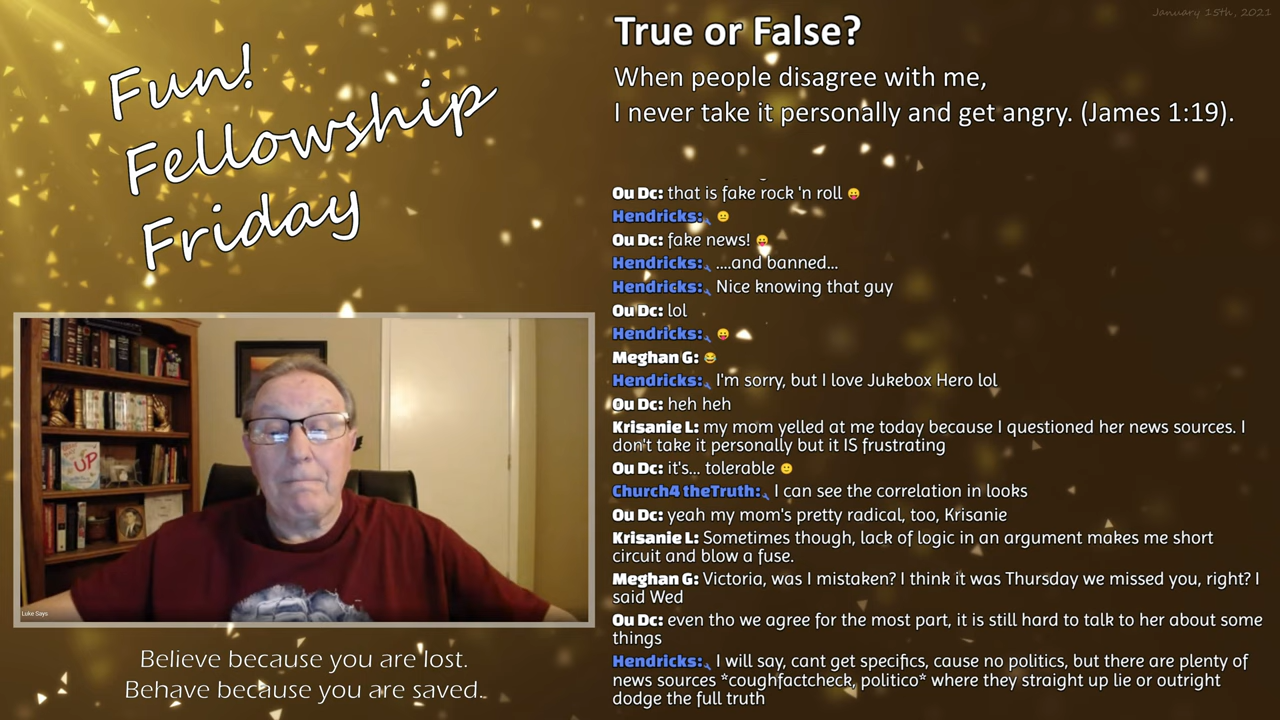 January 15th, 2021
Fun!
Fellowship
Friday
True or False?
When people disagree with me,
I never take it personally and get angry. (James 1:19).
Ou Dc: that is fake rock 'n roll 😛
Hendricks: 😐
Ou Dc: fake news! 😛
Hendricks: ....and banned...
Hendricks: Nice knowing that guy
Ou Dc: lol
Hendricks: 😛
Meghan G: 😂
Hendricks: I'm sorry, but I love Jukebox Hero lol
Ou Dc: heh heh
Krisanie L: my mom yelled at me today because I questioned her news sources. I
don't take it personally but it IS frustrating
Ou Dc: it's... tolerable 🙂
Church4 theTruth: I can see the correlation in looks
Ou Dc: yeah my mom's pretty radical, too, Krisanie
Krisanie L: Sometimes though, lack of logic in an argument makes me short
circuit and blow a fuse.
Meghan G: Victoria, was I mistaken? I think it was Thursday we missed you, right? I
said Wed
Ou Dc: even tho we agree for the most part, it is still hard to talk to her about some
things
Hendricks: I will say, cant get specifics, cause no politics, but there are plenty of
news sources *coughfactcheck, politico* where they straight up lie or outright
dodge the full truth
UP
Luke Says
Believe because you are lost.
Behave because you are saved.